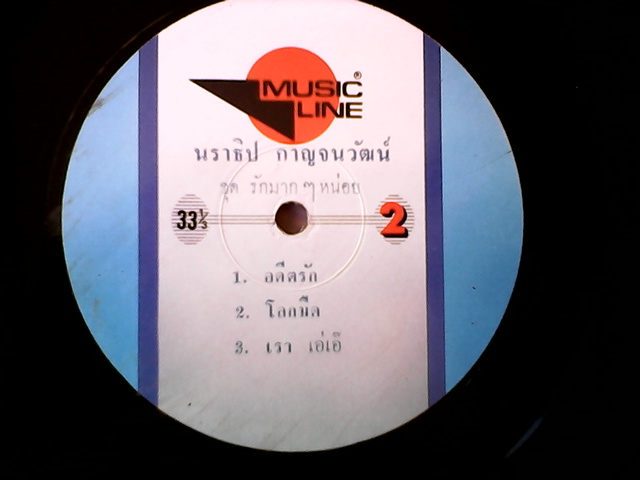 MUSIC®
LINE
นราธิป กาญจนวัฒน์
ชุด รักมาก ๆ หน่อย
33⅓ 2
1. อดีตรัก
2. โลกมืด
3. เรา เอ่เอ๊